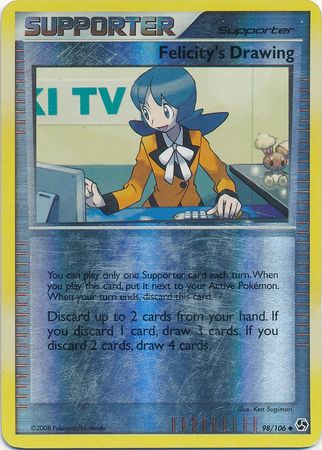 SUPPORTER
Supporter
Felicity's Drawing
KI TV
You can play only one Supporter card each turn. When
you play this card, put it next to your Active Pokémon.
When your turn ends, discard this card.
Discard up to 2 cards from your hand. If
you discard 1 card, draw 3 cards. If you
discard 2 cards, draw 4 cards.
Illus. Ken Sugimori
©2008 Pokémon/Nintendo
98/106